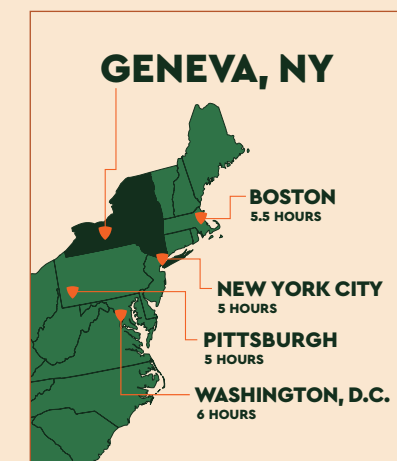 GENEVA, NY
BOSTON
5.5 HOURS
NEW YORK CITY
5 HOURS
PITTSBURGH
5 HOURS
WASHINGTON, D.C.
6 HOURS